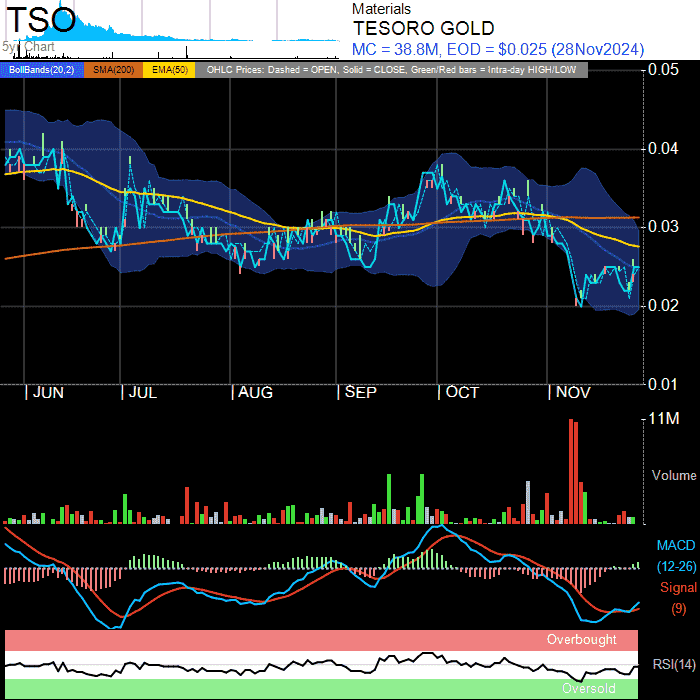 TSO
5yr Chart
Materials
TESORO GOLD
MC = 38.8M, EOD = $0.025 (28Nov2024)
BollBands(20,2) SMA(200) EMA(50) OHLC Prices: Dashed = OPEN, Solid = CLOSE, Green/Red bars = Intra-day HIGH/LOW
0.05
0.04
0.03
0.02
0.01
JUN JUL AUG SEP OCT NOV
11M
Volume
MACD
(12-26)
Signal
(9)
Overbought
RSI(14)
Oversold